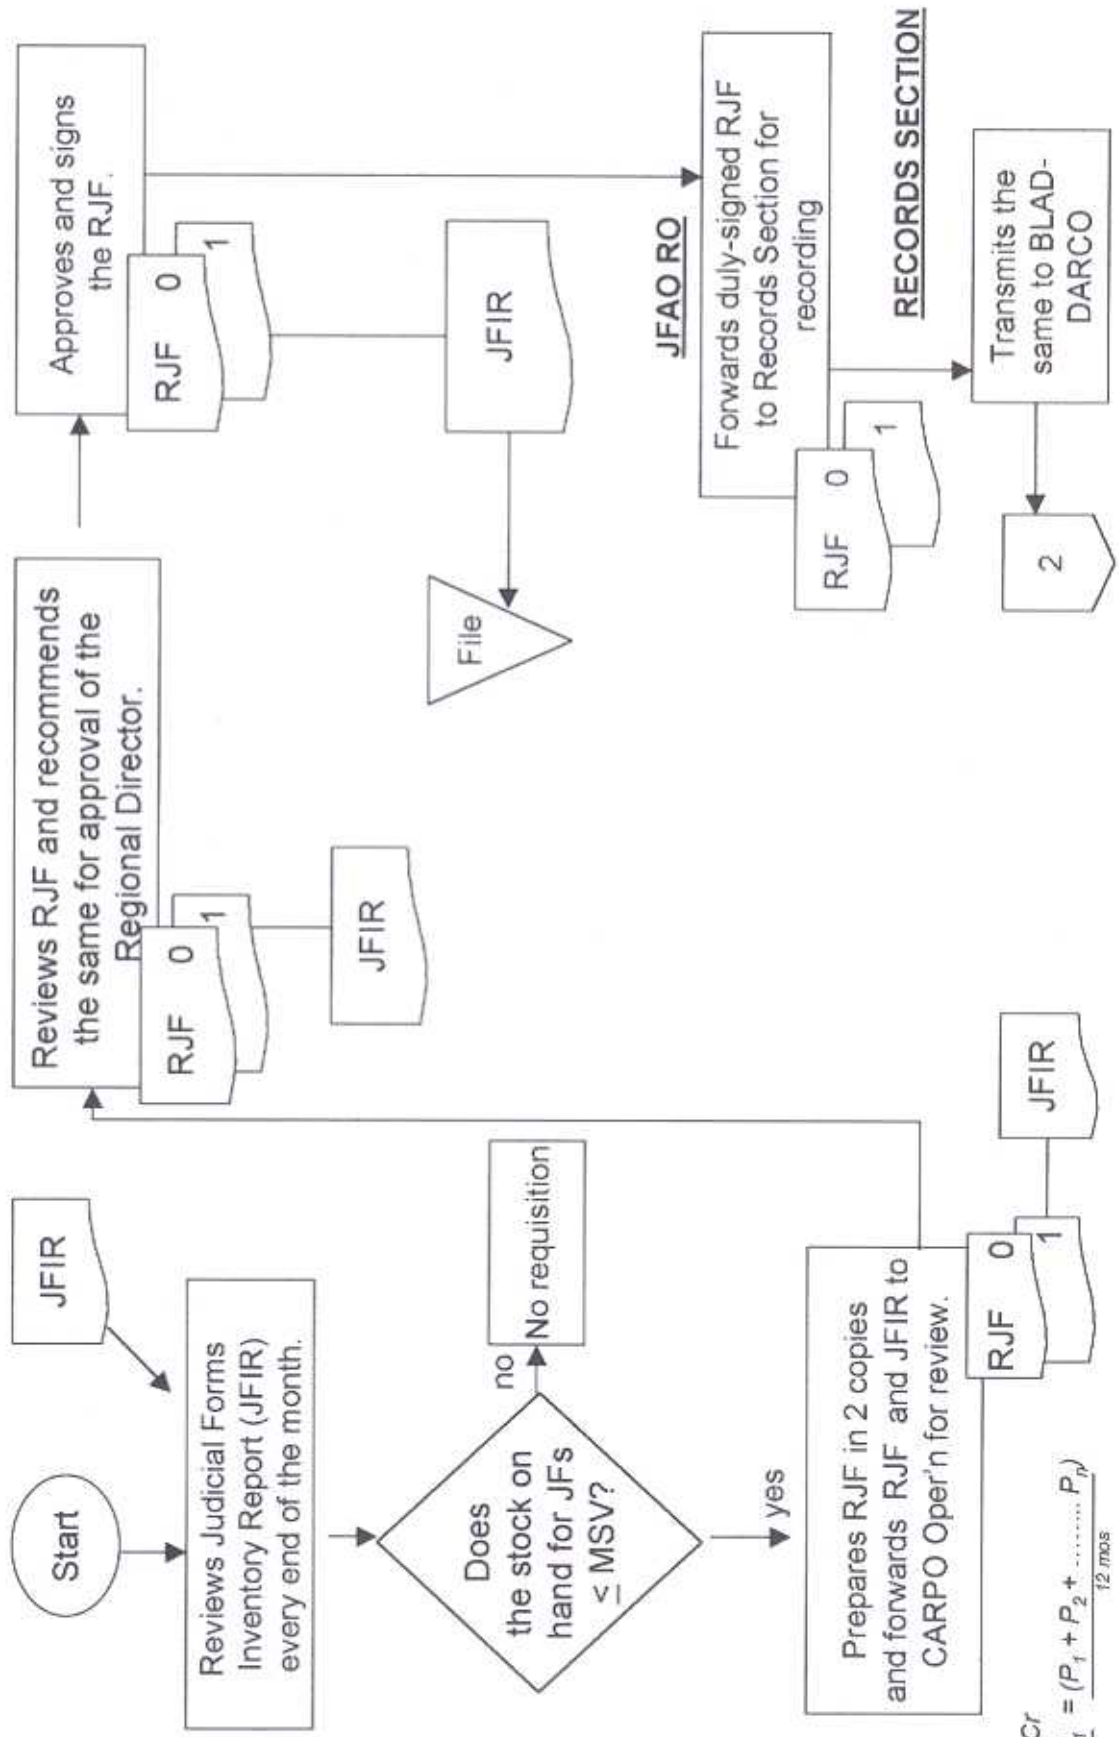 Start
JFIR
Reviews Judicial Forms
Inventory Report (JFIR)
every end of the month.
Does
the stock on
hand for JFs
≤ MSV?
no
No requisition
yes
Prepares RJF in 2 copies
and forwards RJF and JFIR to
CARPO Oper'n for review.
RJF 0
1
JFIR
Cr
= (P1 + P2 + ........ Pn)
12 mos
Reviews RJF and recommends
the same for approval of the
Regional Director.
RJF 0
1
JFIR
Approves and signs
the RJF.
RJF 0
1
JFIR
File
JFAO RO
Forwards duly-signed RJF
to Records Section for
recording
RJF 0
1
RECORDS SECTION
Transmits the
same to BLAD-
DARCO
2